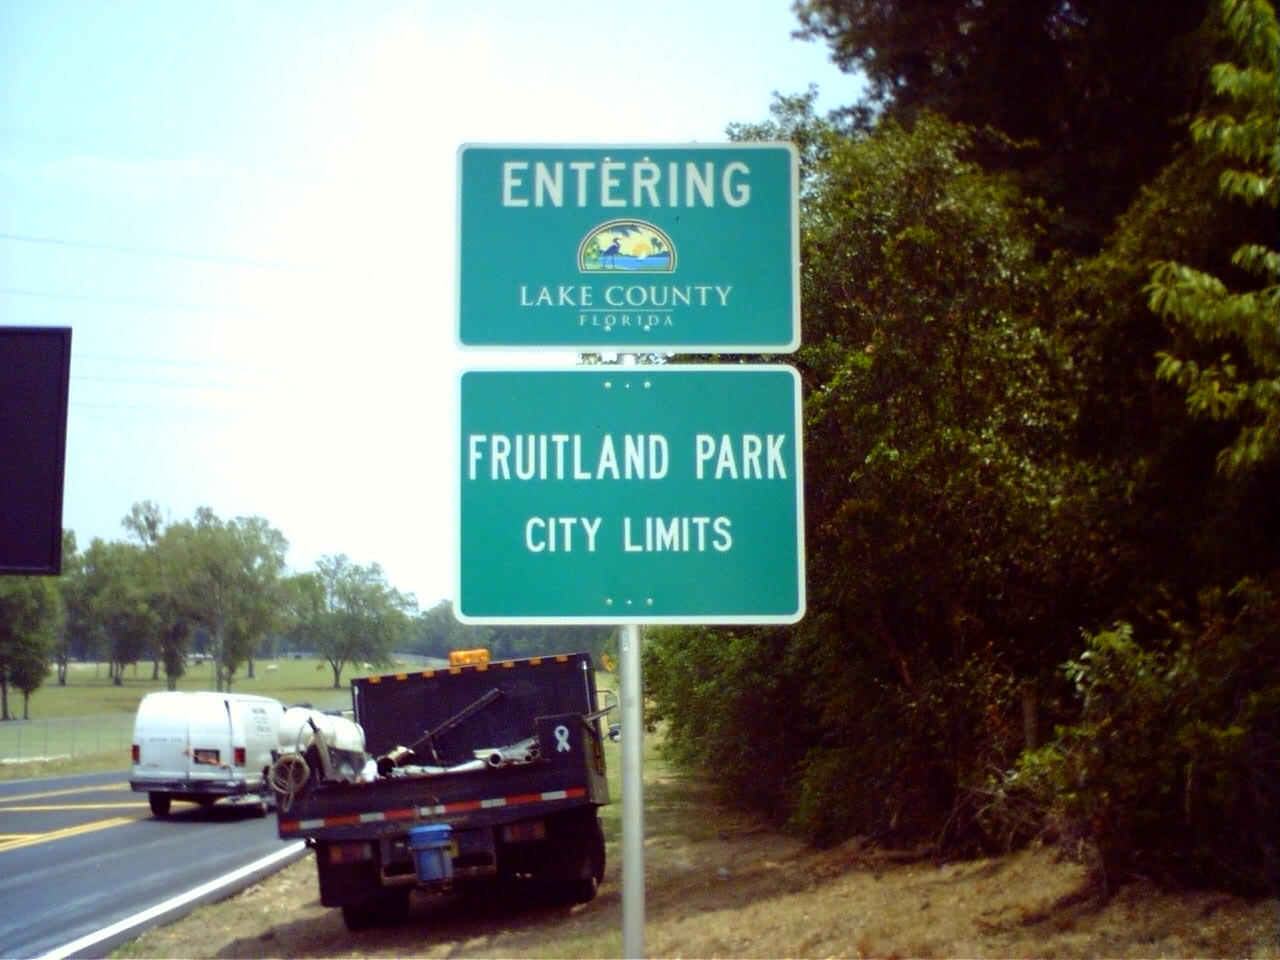 ENTERING
LAKE COUNTY
FLORIDA
FRUITLAND PARK
CITY LIMITS